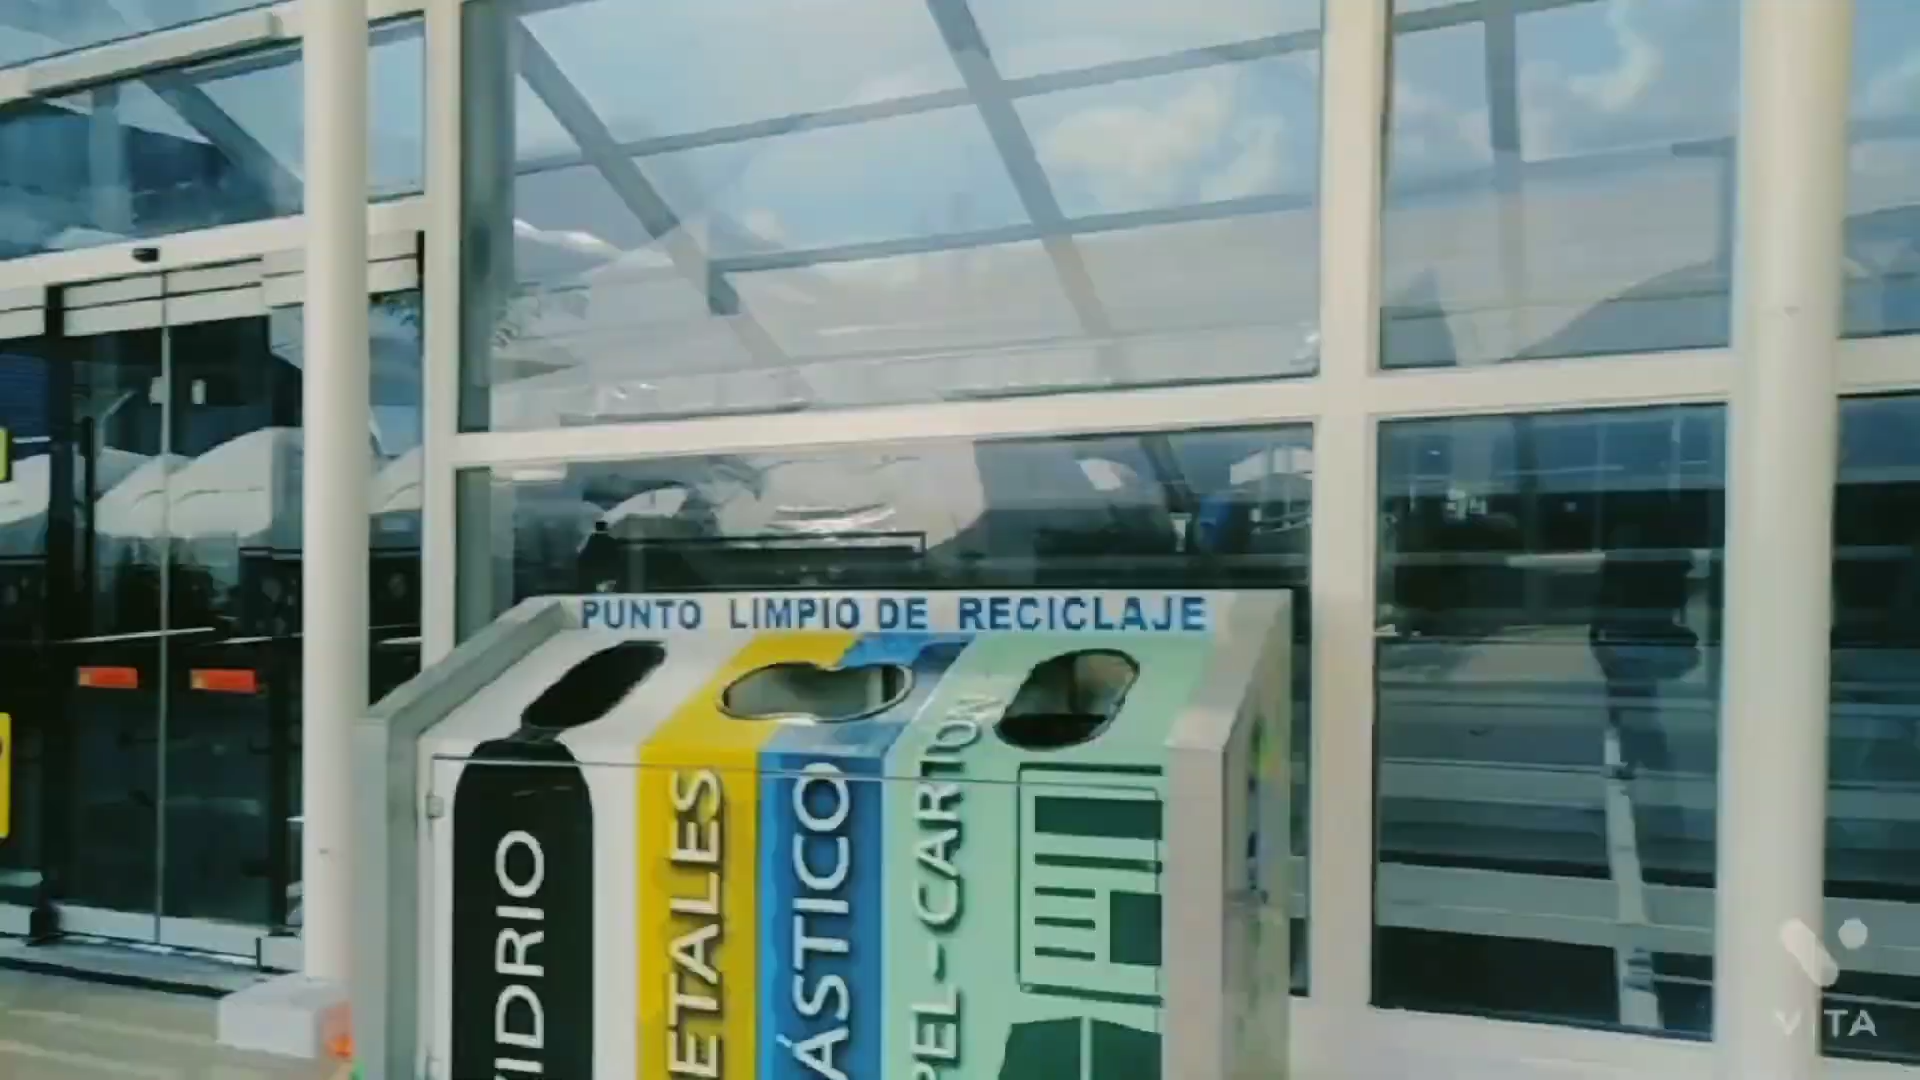 PUNTO LIMPIO DE RECICLAJE
VIDRIO
ETALES
ÁSTICO
PEL-CARTON
VITA